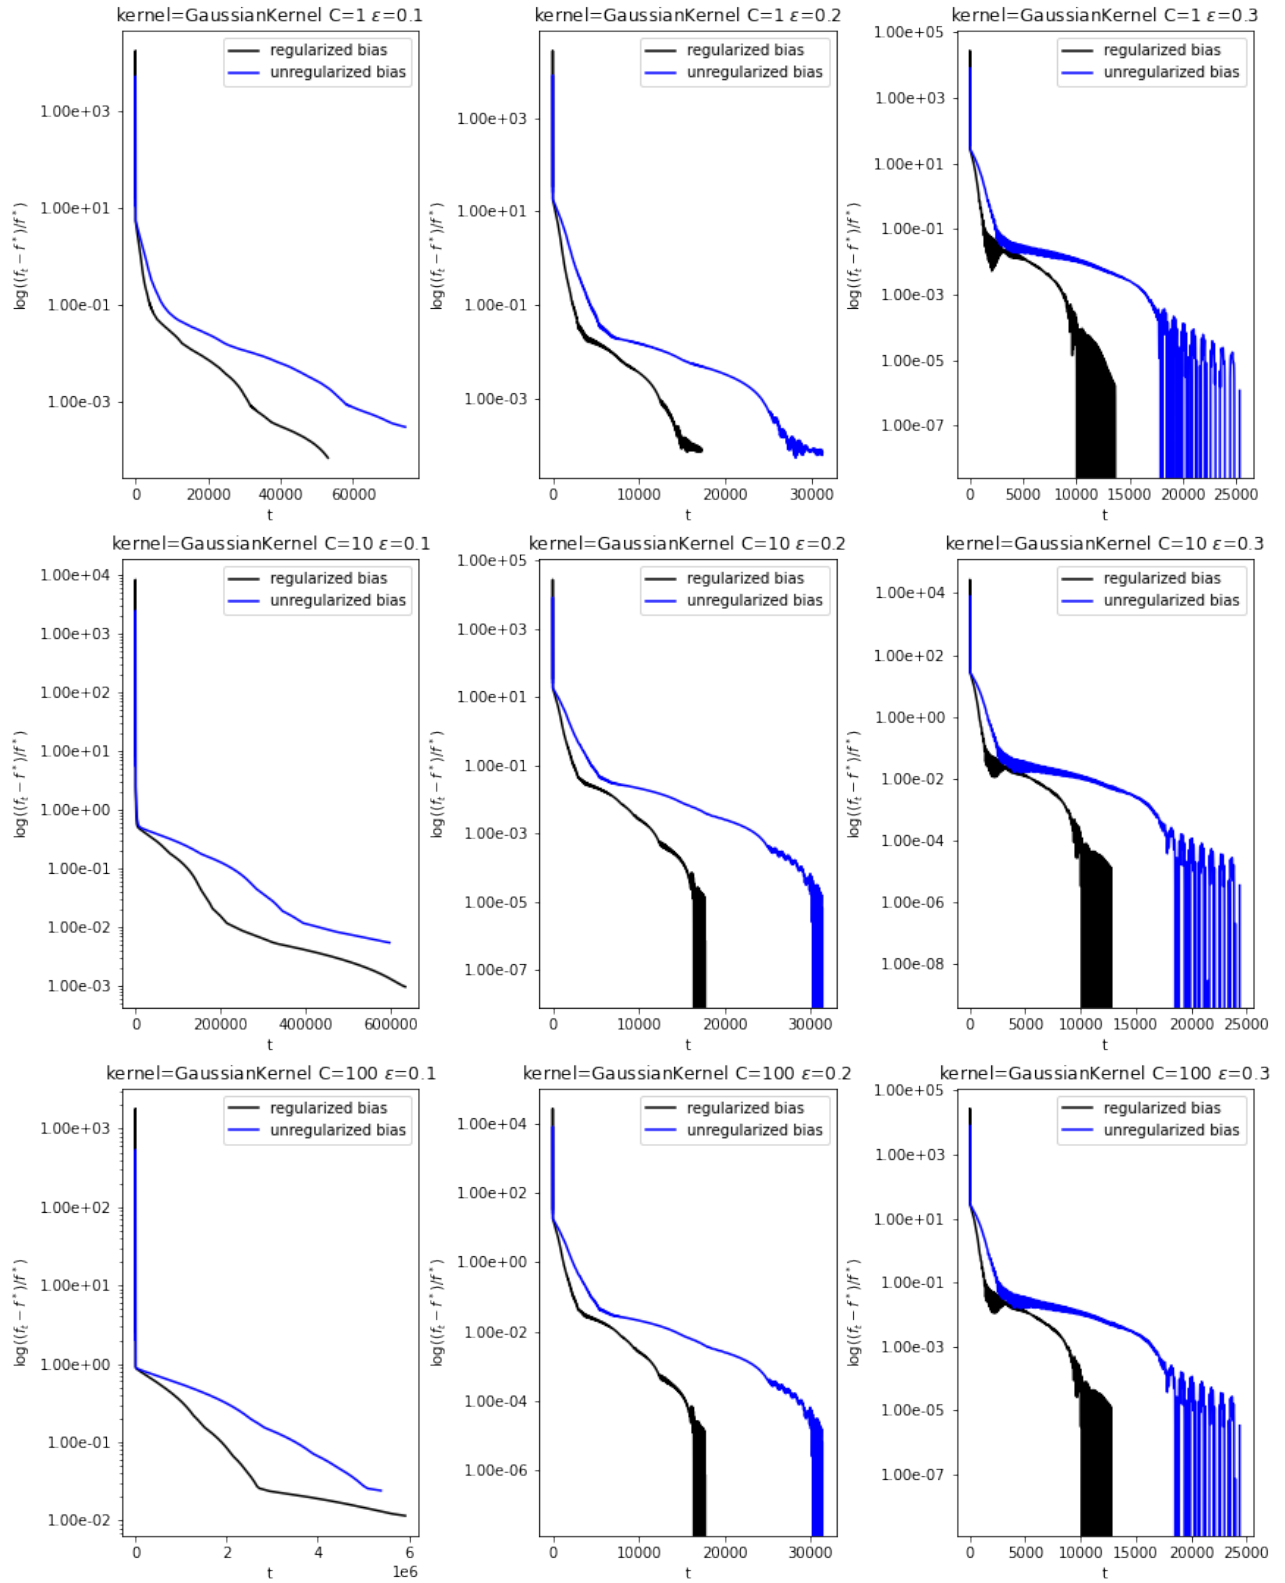 kernel=GaussianKernel C=1 ε=0.1
regularized bias
unregularized bias
1.00e+03
1.00e+01
1.00e-01
1.00e-03
log((f_t − f*)/f*)
0
20000
40000
60000
t
kernel=GaussianKernel C=1 ε=0.2
regularized bias
unregularized bias
1.00e+03
1.00e+01
1.00e-01
1.00e-03
log((f_t − f*)/f*)
0
10000
20000
30000
t
kernel=GaussianKernel C=1 ε=0.3
regularized bias
unregularized bias
1.00e+05
1.00e+03
1.00e+01
1.00e-01
1.00e-03
1.00e-05
1.00e-07
log((f_t − f*)/f*)
0
5000
10000
15000
20000
25000
t
kernel=GaussianKernel C=10 ε=0.1
regularized bias
unregularized bias
1.00e+04
1.00e+03
1.00e+02
1.00e+01
1.00e+00
1.00e-01
1.00e-02
1.00e-03
log((f_t − f*)/f*)
0
200000
400000
600000
t
kernel=GaussianKernel C=10 ε=0.2
regularized bias
unregularized bias
1.00e+05
1.00e+03
1.00e+01
1.00e-01
1.00e-03
1.00e-05
1.00e-07
log((f_t − f*)/f*)
0
10000
20000
30000
t
kernel=GaussianKernel C=10 ε=0.3
regularized bias
unregularized bias
1.00e+04
1.00e+02
1.00e+00
1.00e-02
1.00e-04
1.00e-06
1.00e-08
log((f_t − f*)/f*)
0
5000
10000
15000
20000
25000
t
kernel=GaussianKernel C=100 ε=0.1
regularized bias
unregularized bias
1.00e+03
1.00e+02
1.00e+01
1.00e+00
1.00e-01
1.00e-02
log((f_t − f*)/f*)
0
2
4
6
1e6
t
kernel=GaussianKernel C=100 ε=0.2
regularized bias
unregularized bias
1.00e+04
1.00e+02
1.00e+00
1.00e-02
1.00e-04
1.00e-06
log((f_t − f*)/f*)
0
10000
20000
30000
t
kernel=GaussianKernel C=100 ε=0.3
regularized bias
unregularized bias
1.00e+05
1.00e+03
1.00e+01
1.00e-01
1.00e-03
1.00e-05
1.00e-07
log((f_t − f*)/f*)
0
5000
10000
15000
20000
25000
t